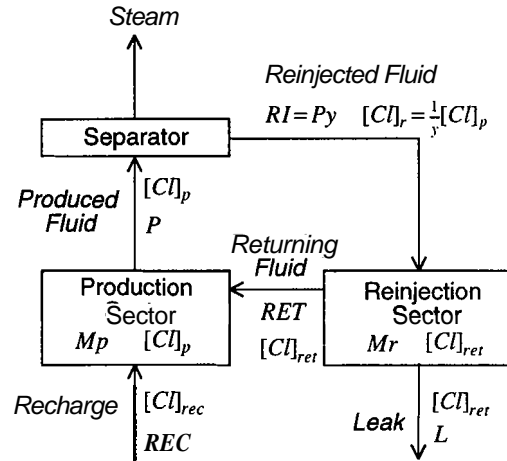 Steam
Reinjected Fluid
RI=Py [Cl]r=1/y[Cl]p
Separator
Produced
Fluid
[Cl]p
P
Returning
Fluid
RET
[Cl]ret
Production
Sector
Mp [Cl]p
Reinjection
Sector
Mr [Cl]ret
Recharge
[Cl]rec
REC
Leak
[Cl]ret
L